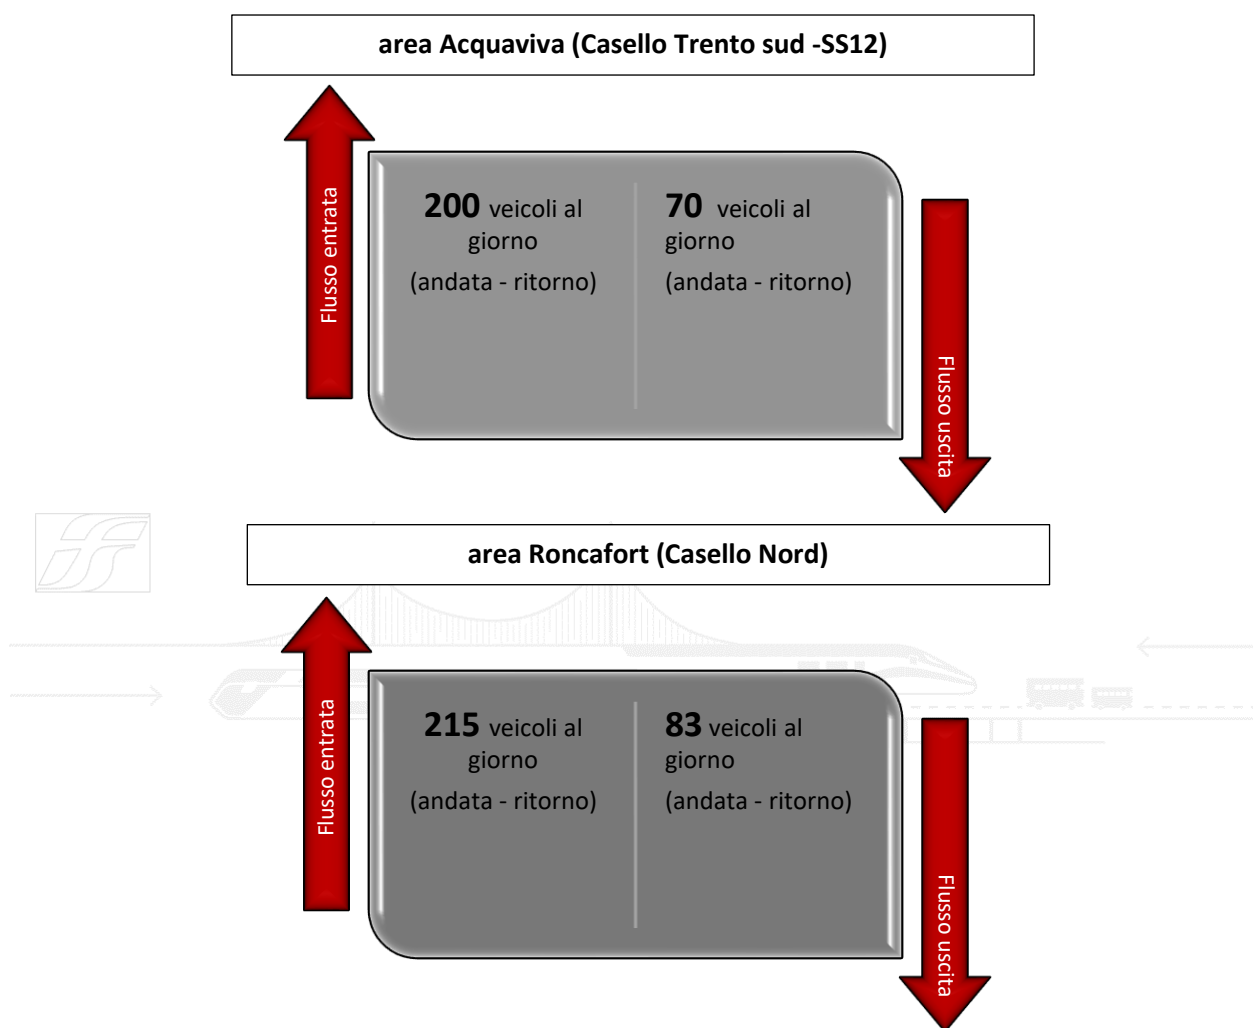 area Acquaviva (Casello Trento sud -SS12)
Flusso entrata
200 veicoli al
giorno
(andata - ritorno)
70 veicoli al
giorno
(andata - ritorno)
Flusso uscita
area Roncafort (Casello Nord)
Flusso entrata
215 veicoli al
giorno
(andata - ritorno)
83 veicoli al
giorno
(andata - ritorno)
Flusso uscita